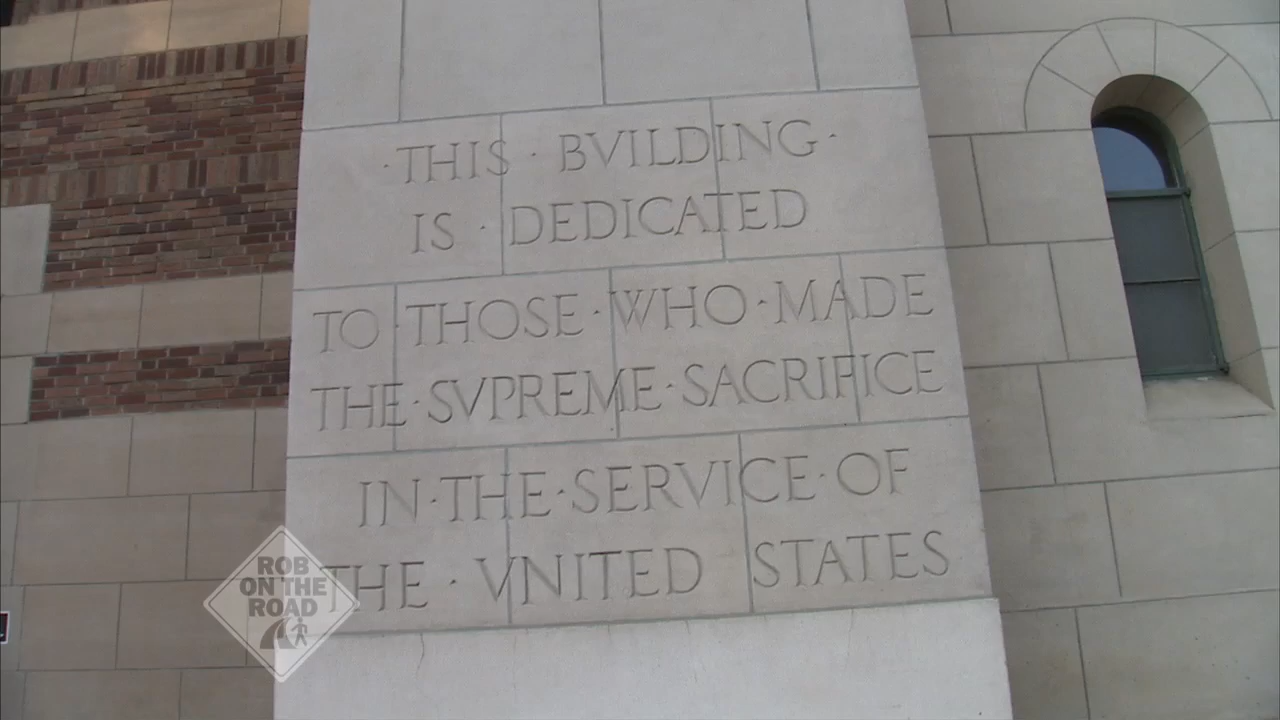 · THIS · BVILDING ·
IS · DEDICATED
TO · THOSE · WHO · MADE
THE · SVPREME · SACRIFICE
IN · THE · SERVICE · OF
THE · VNITED STATES
ROB
ON THE
ROAD